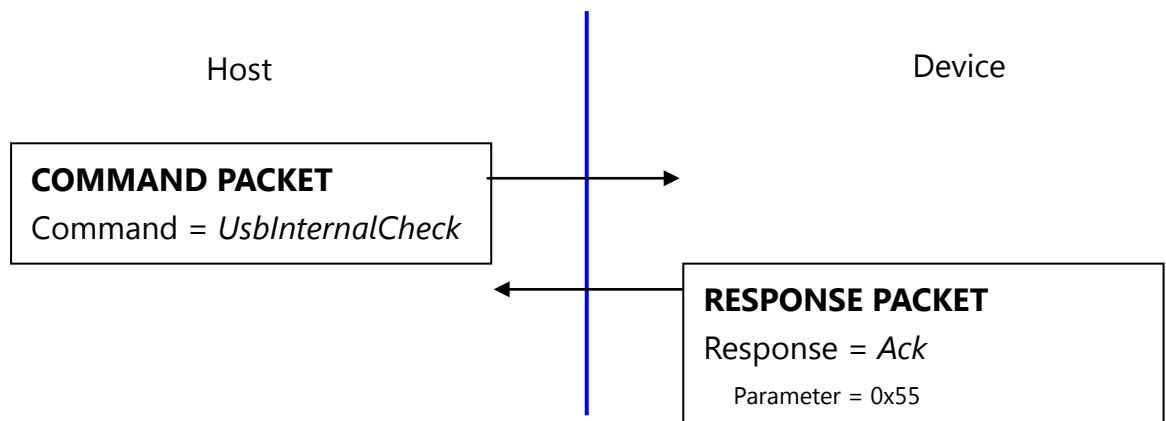 Host
Device
COMMAND PACKET
Command = UsbInternalCheck
RESPONSE PACKET
Response = Ack
Parameter = 0x55